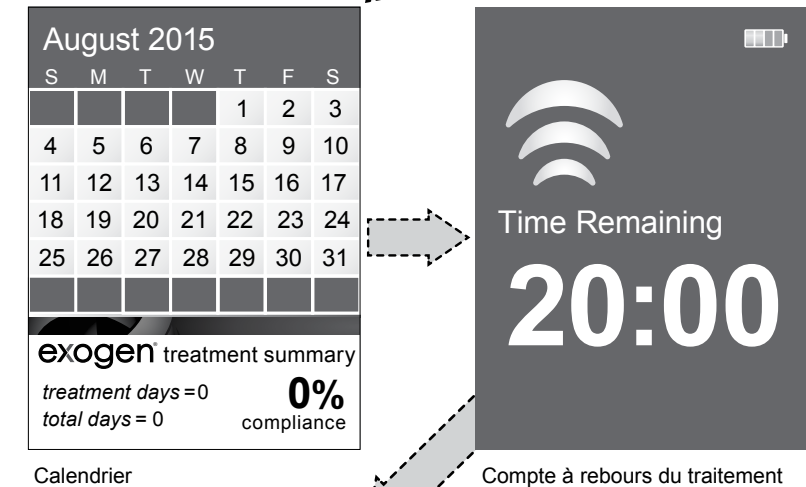 August 2015
S M T W T F S
1 2 3
4 5 6 7 8 9 10
11 12 13 14 15 16 17
18 19 20 21 22 23 24
25 26 27 28 29 30 31
exogen® treatment summary
treatment days=0
total days= 0
0%
compliance
Calendrier
Time Remaining
20:00
Compte à rebours du traitement